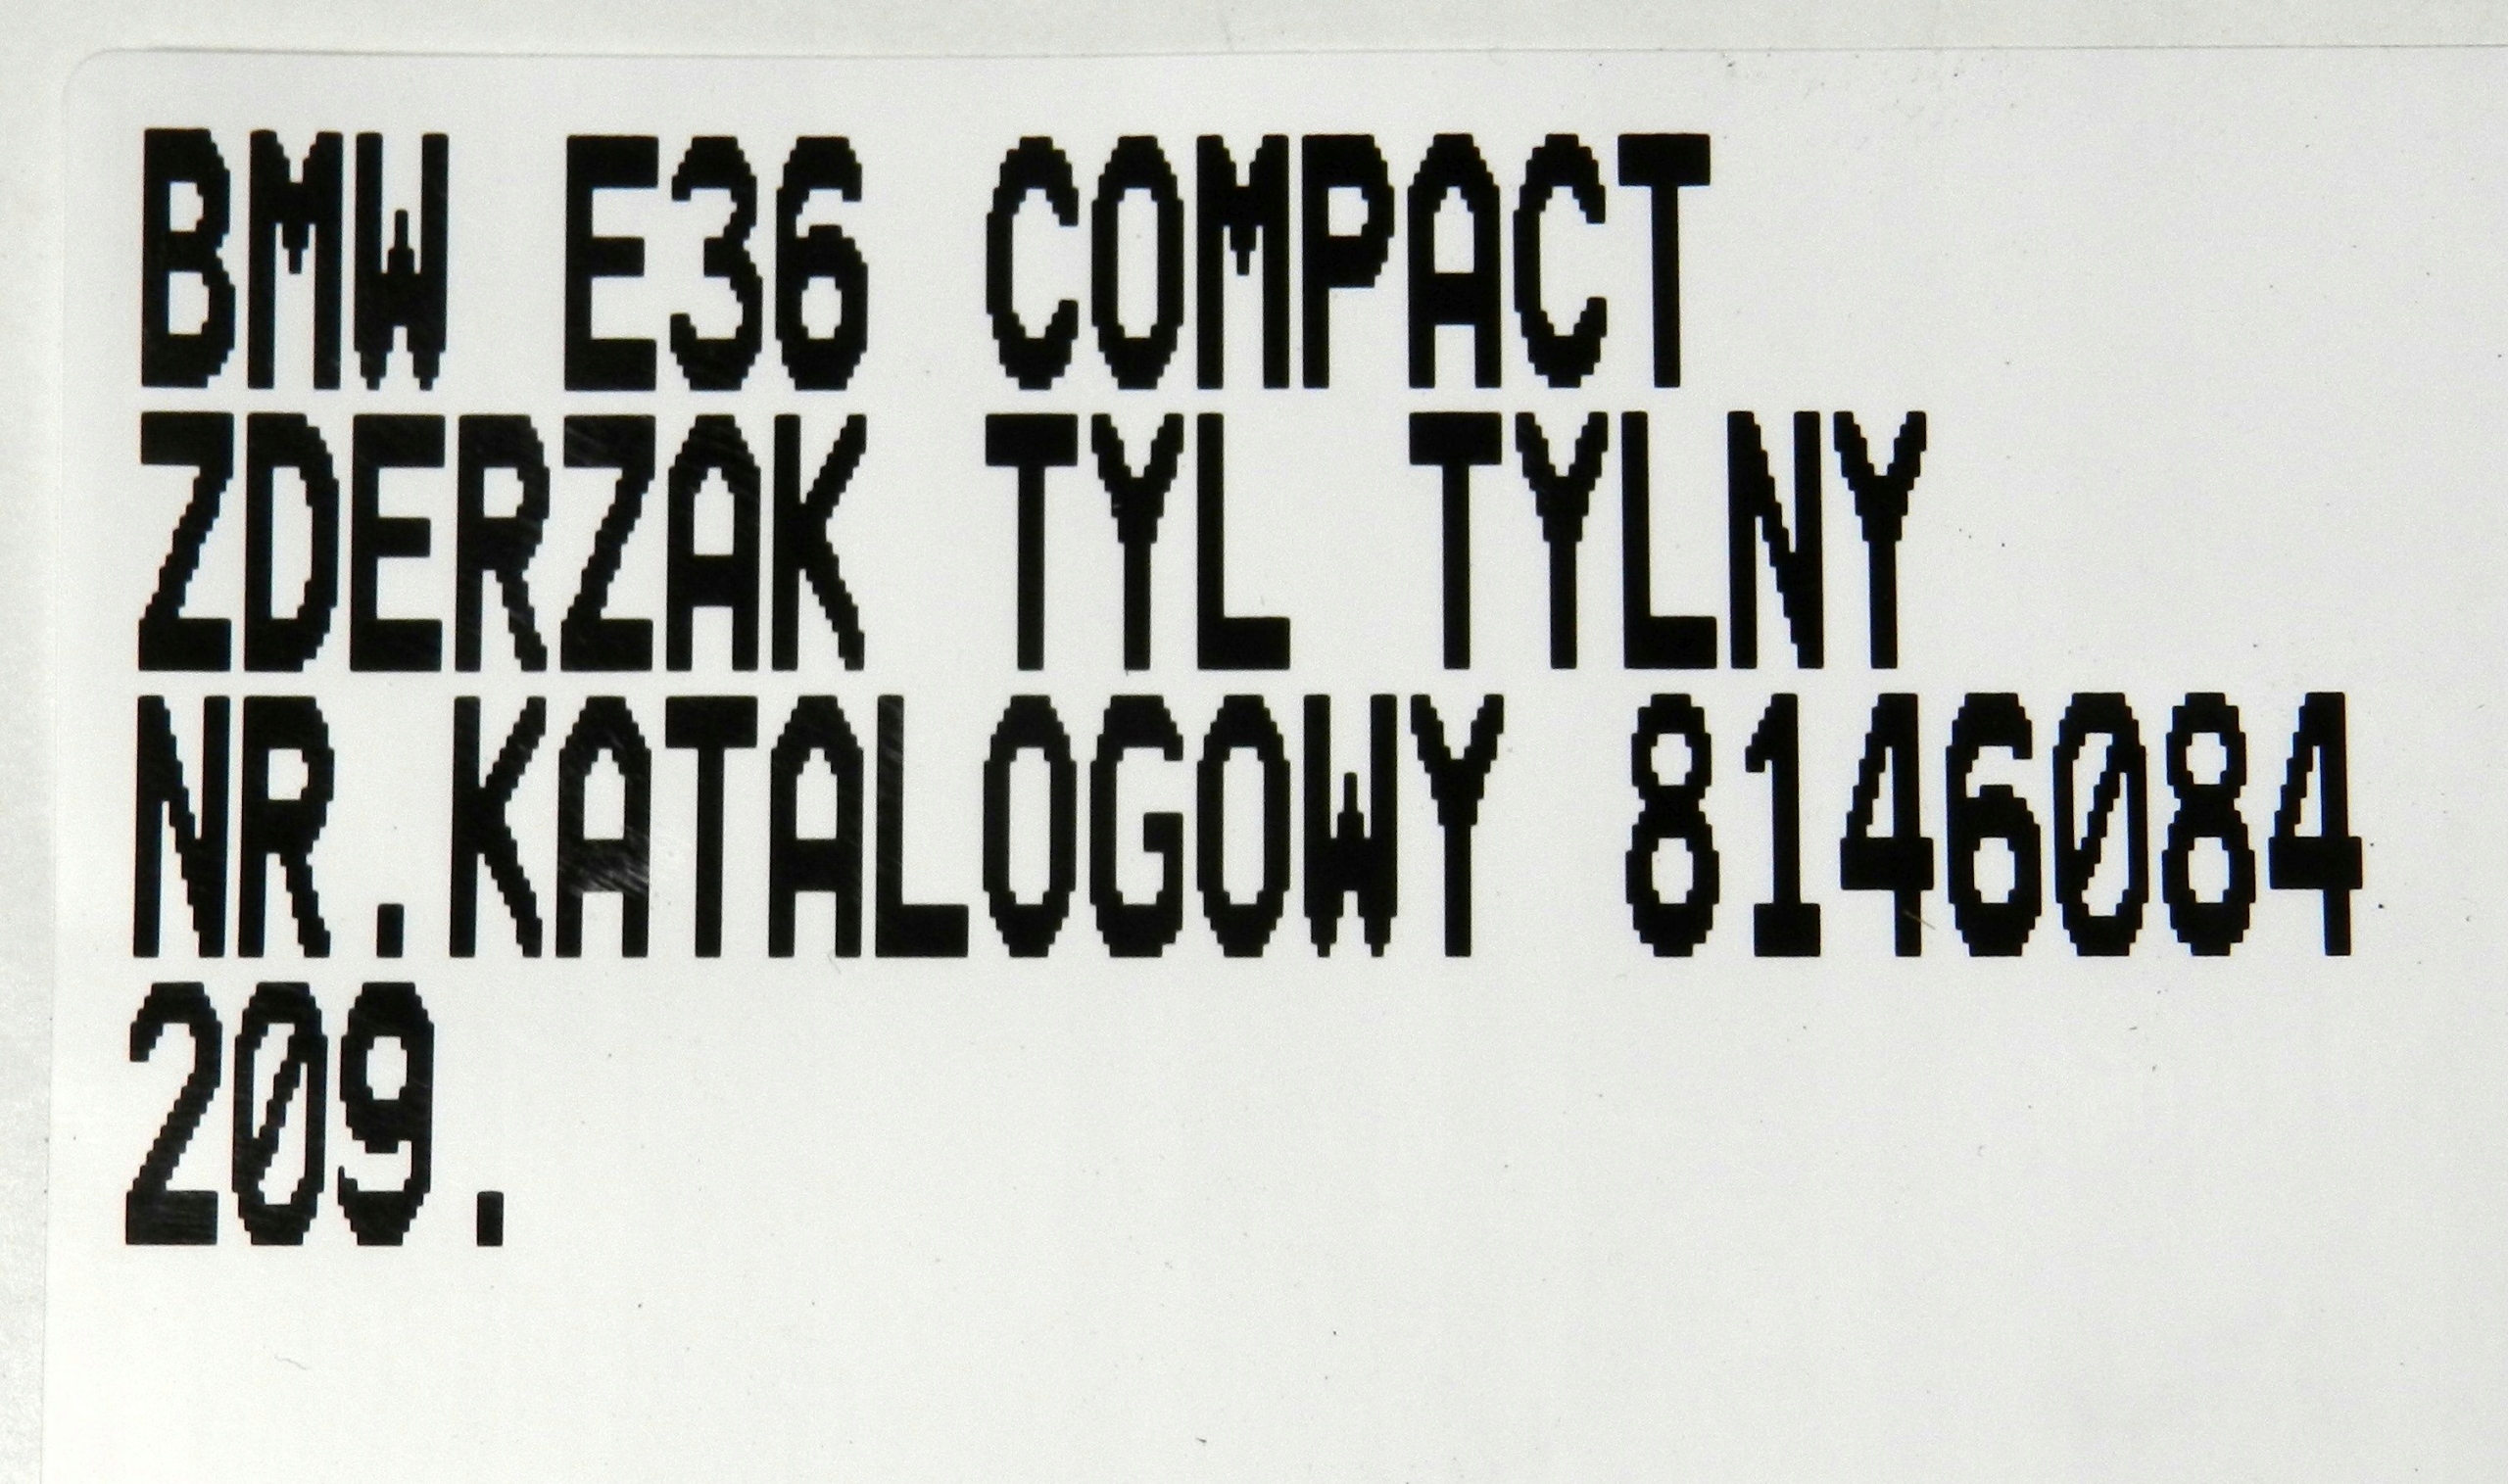 BMW E36 COMPACT
ZDERZAK TYL TYLNY
NR.KATALOGOWY 8146084
209.